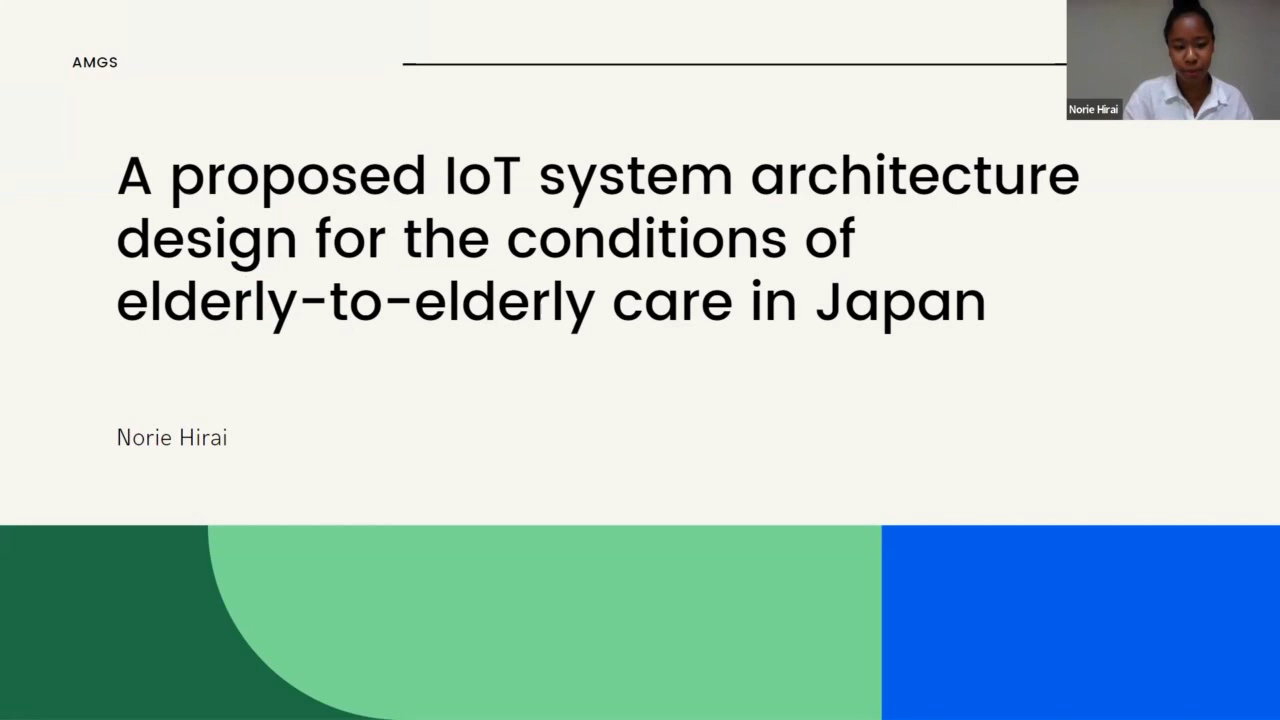 AMGS
Norie Hirai
A proposed IoT system architecture
design for the conditions of
elderly-to-elderly care in Japan
Norie Hirai